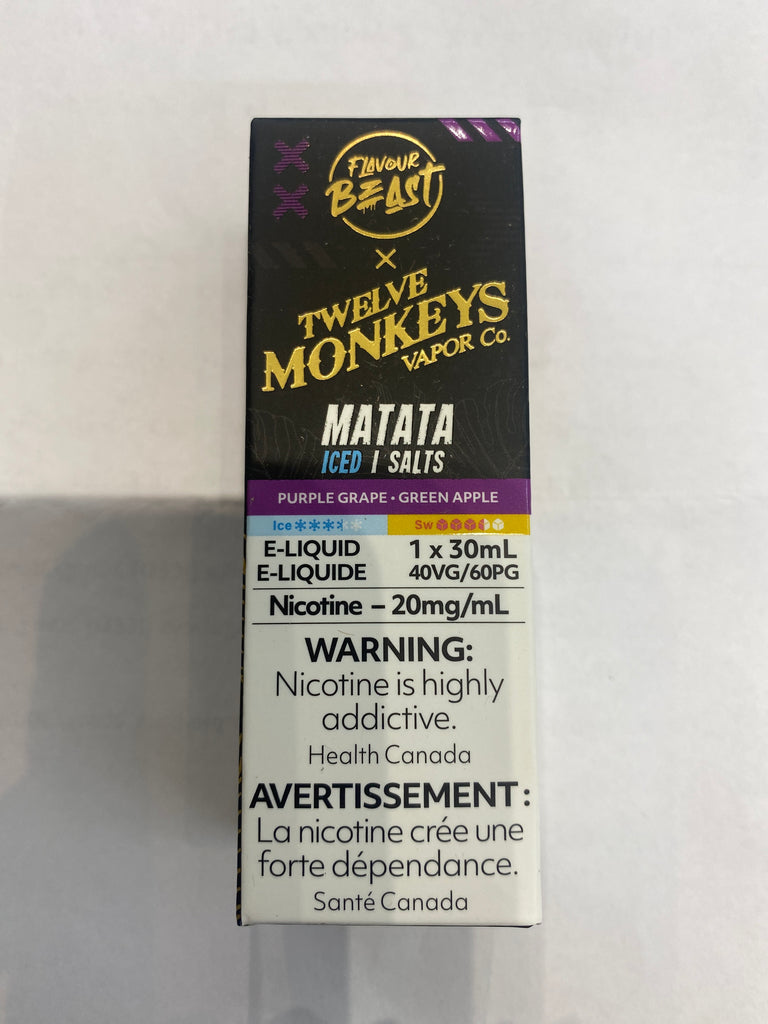 FLAVOUR
BEAST
X
TWELVE
MONKEYS
VAPOR Co.
MATATA
ICED | SALTS
PURPLE GRAPE • GREEN APPLE
Ice Sw
E-LIQUID 1 x 30mL
E-LIQUIDE 40VG/60PG
Nicotine – 20mg/mL
WARNING:
Nicotine is highly
addictive.
Health Canada
AVERTISSEMENT :
La nicotine crée une
forte dépendance.
Santé Canada